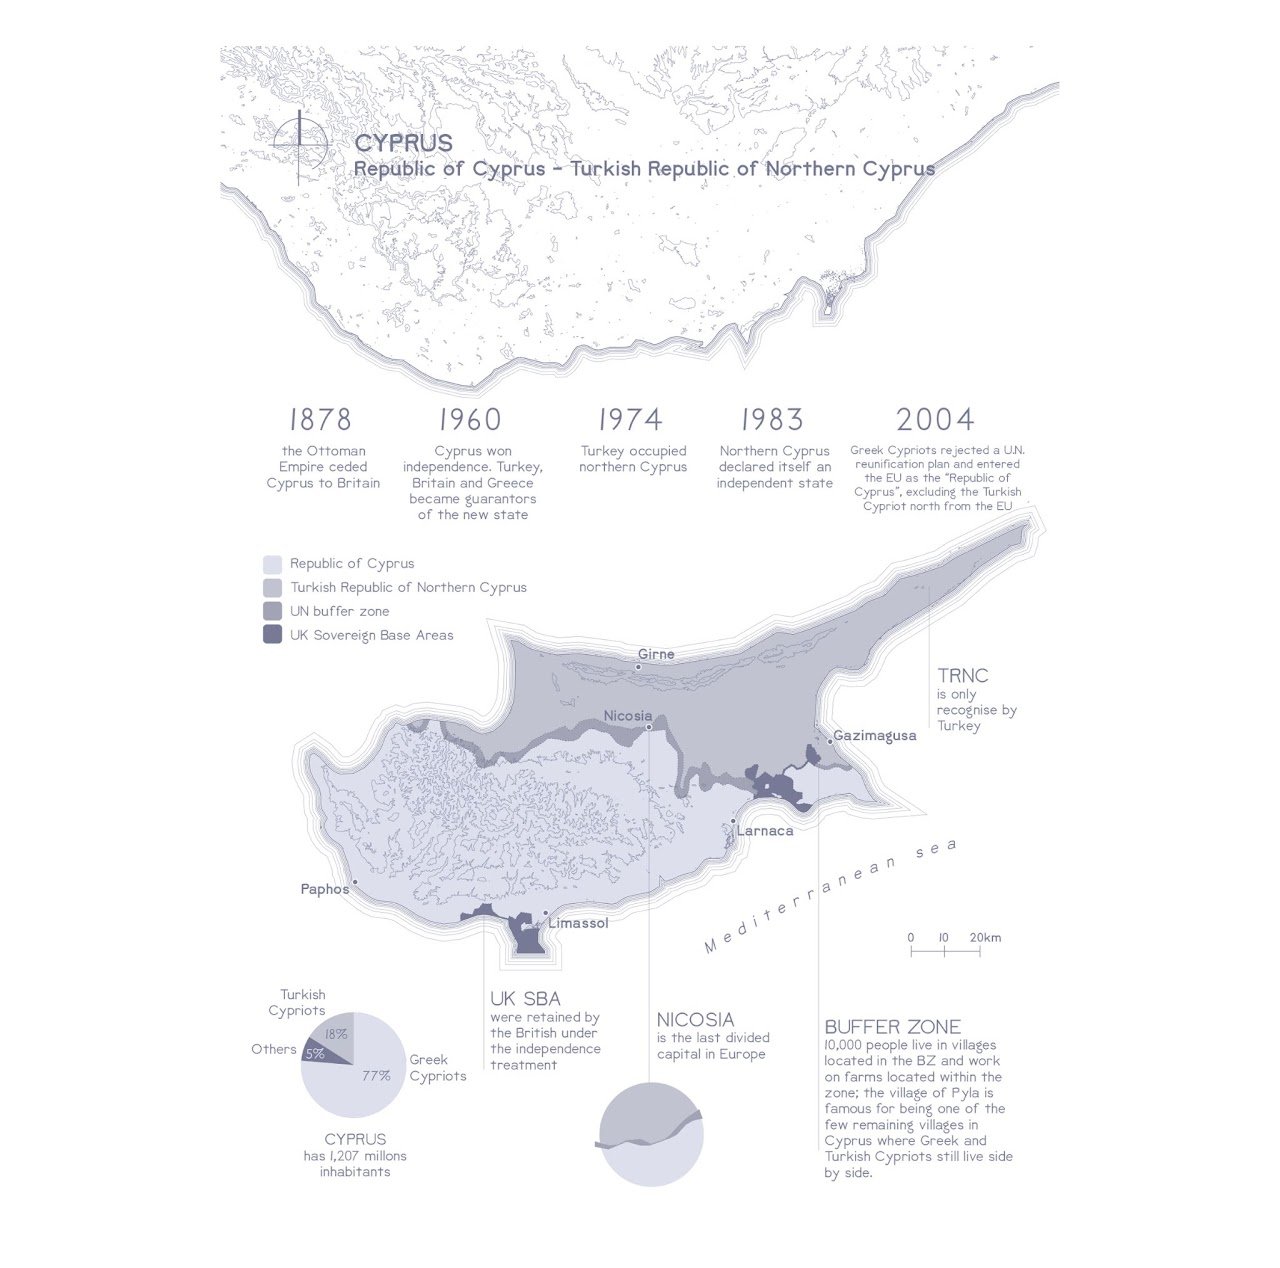 CYPRUS
Republic of Cyprus - Turkish Republic of Northern Cyprus
1878
the Ottoman
Empire ceded
Cyprus to Britain
1960
Cyprus won
independence. Turkey,
Britain and Greece
became guarantors
of the new state
1974
Turkey occupied
northern Cyprus
1983
Northern Cyprus
declared itself an
independent state
2004
Greek Cypriots rejected a U.N.
reunification plan and entered
the EU as the "Republic of
Cyprus", excluding the Turkish
Cypriot north from the EU
Republic of Cyprus
Turkish Republic of Northern Cyprus
UN buffer zone
UK Sovereign Base Areas
Girne
Nicosia
Gazimagusa
TRNC
is only
recognise by
Turkey
Larnaca
Paphos
Limassol
Mediterranean sea
0 10 20km
Turkish
Cypriots
18%
Others
5%
Greek
Cypriots
77%
CYPRUS
has 1,207 millons
inhabitants
UK SBA
were retained by
the British under
the independence
treatment
NICOSIA
is the last divided
capital in Europe
BUFFER ZONE
10,000 people live in villages
located in the BZ and work
on farms located within the
zone; the village of Pyla is
famous for being one of the
few remaining villages in
Cyprus where Greek and
Turkish Cypriots still live side
by side.